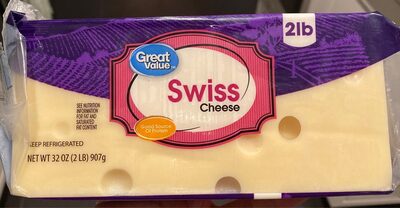 2lb
Great
Value
Swiss
Cheese
Good Source
Of Protein
SEE NUTRITION
INFORMATION
FOR FAT AND
SATURATED
FAT CONTENT
KEEP REFRIGERATED
NET WT 32 OZ (2 LB) 907g